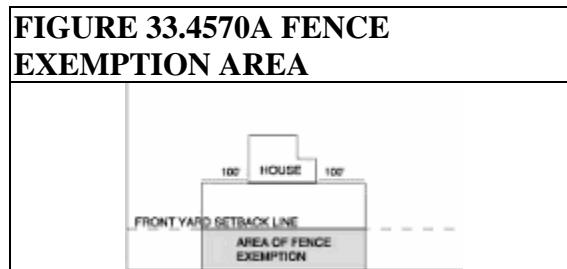 FIGURE 33.4570A FENCE
EXEMPTION AREA
100' HOUSE 100'
FRONT YARD SETBACK LINE
AREA OF FENCE
EXEMPTION